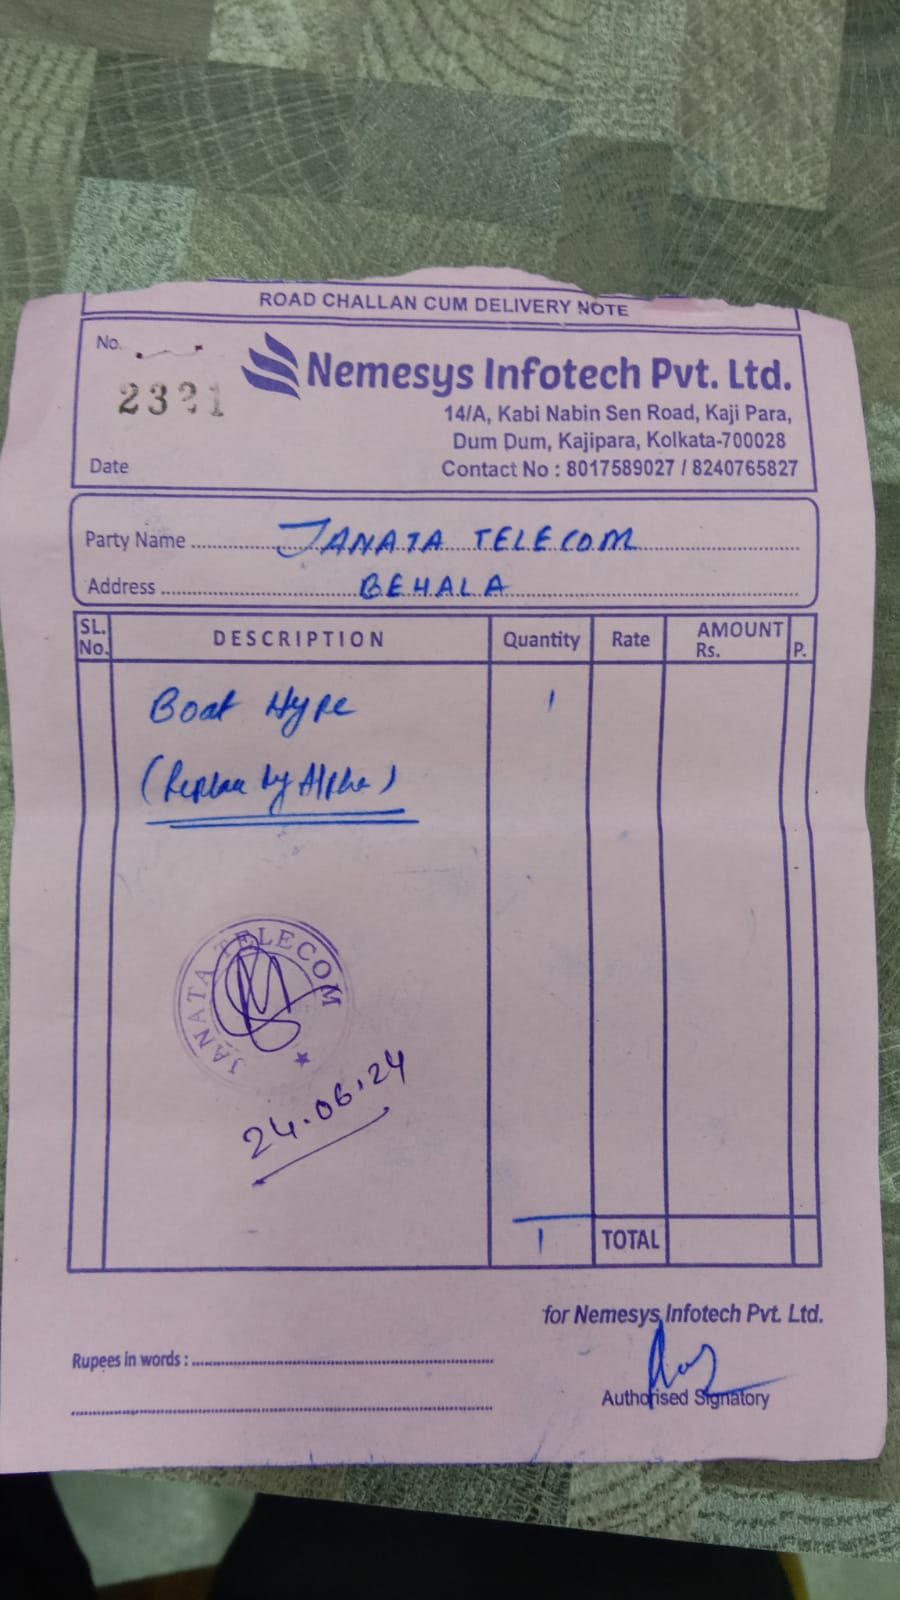 ROAD CHALLAN CUM DELIVERY NOTE
No.
Nemesys Infotech Pvt. Ltd.
14/A, Kabi Nabin Sen Road, Kaji Para,
Dum Dum, Kajipara, Kolkata-700028
Date
Contact No : 8017589027 / 8240765827
Party Name JANATA TELECOM
Address BEHALA
SL. No. DESCRIPTION Quantity Rate AMOUNT Rs. P.
Boat Hype 1
(Replace by Alpha)
JANATA TELECOM
24.06.24
1 TOTAL
for Nemesys Infotech Pvt. Ltd.
Rupees in words :
Authorised Signatory